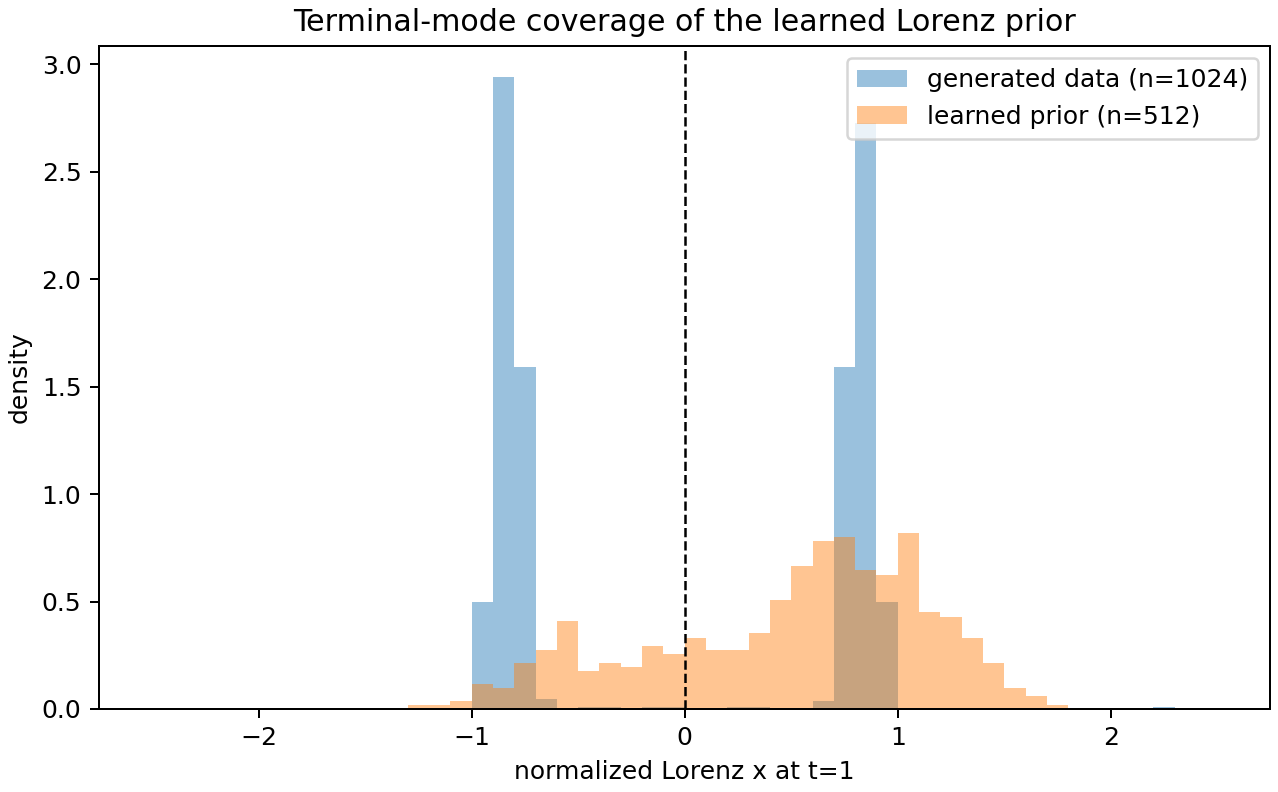 Terminal-mode coverage of the learned Lorenz prior
generated data (n=1024)
learned prior (n=512)
3.0
2.5
2.0
1.5
1.0
0.5
0.0
density
−2
−1
0
1
2
normalized Lorenz x at t=1